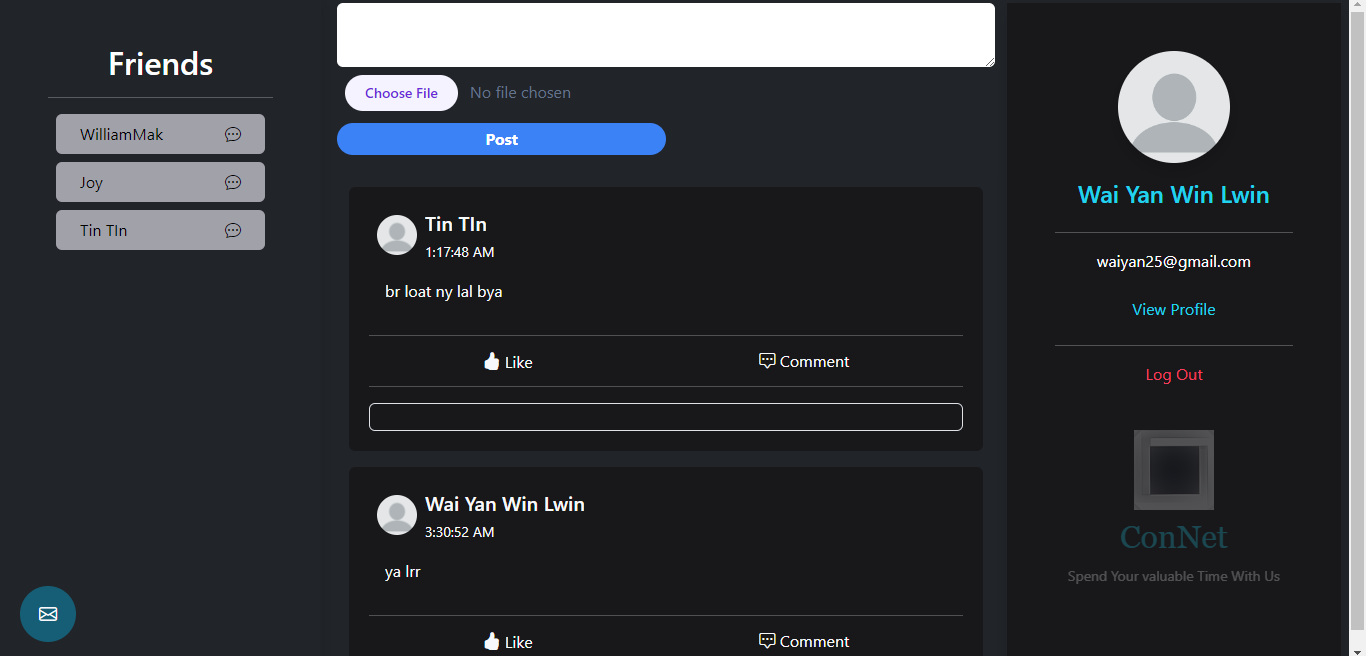 Friends
WilliamMak
Joy
Tin TIn
Choose File No file chosen
Post
Tin TIn
1:17:48 AM
br loat ny lal bya
Like Comment
Wai Yan Win Lwin
3:30:52 AM
ya lrr
Like Comment
Wai Yan Win Lwin
waiyan25@gmail.com
View Profile
Log Out
ConNet
Spend Your valuable Time With Us